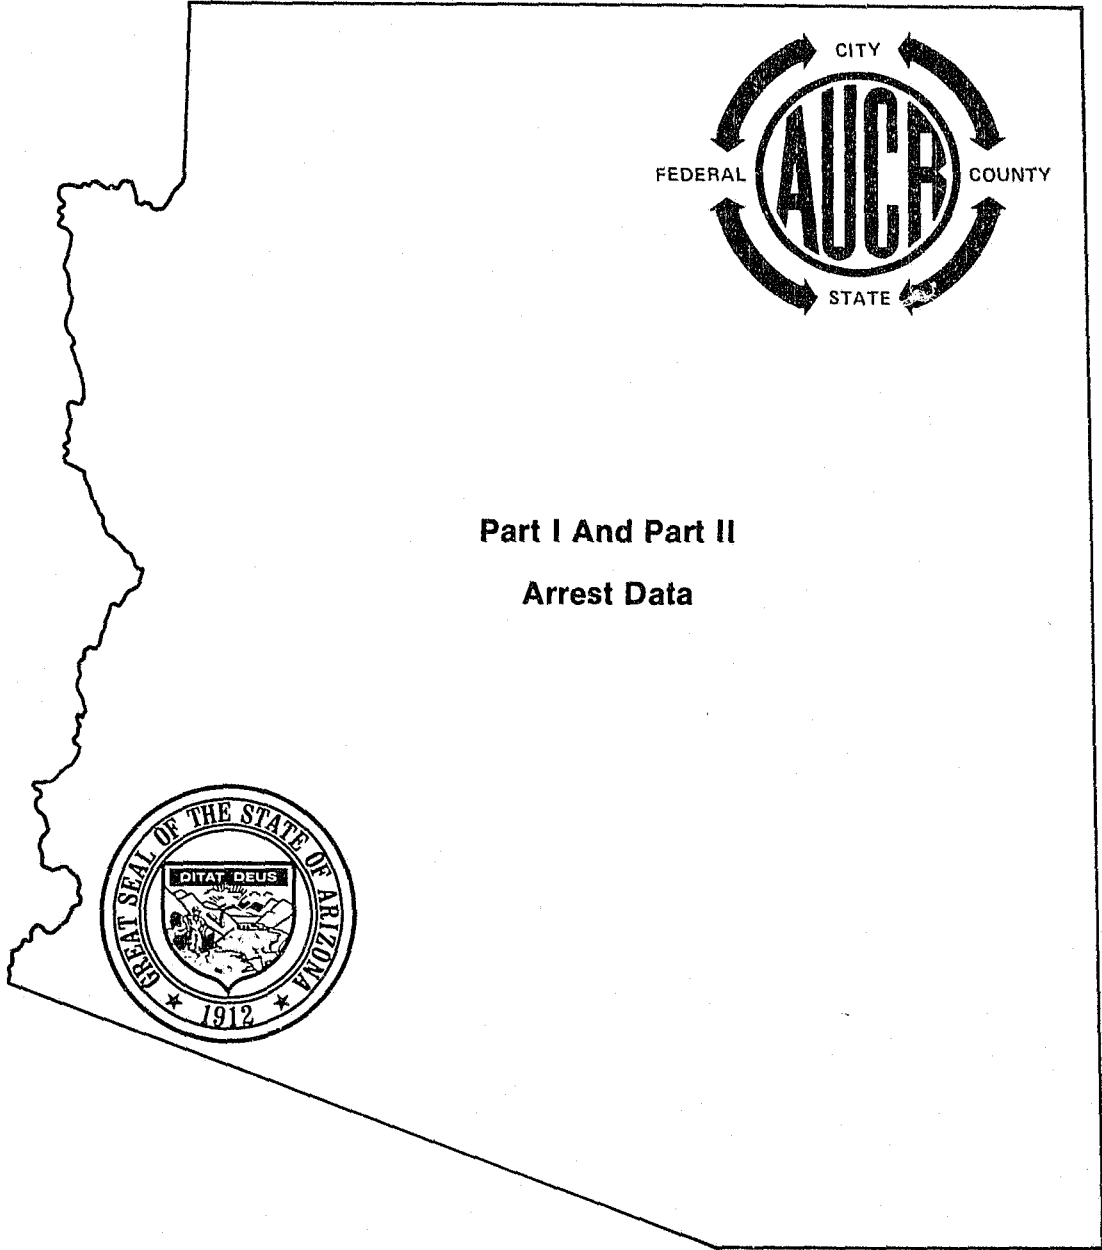 CITY
AUCR
FEDERAL
COUNTY
STATE
Part I And Part II
Arrest Data
GREAT SEAL OF THE STATE OF ARIZONA
DITAT DEUS
1912